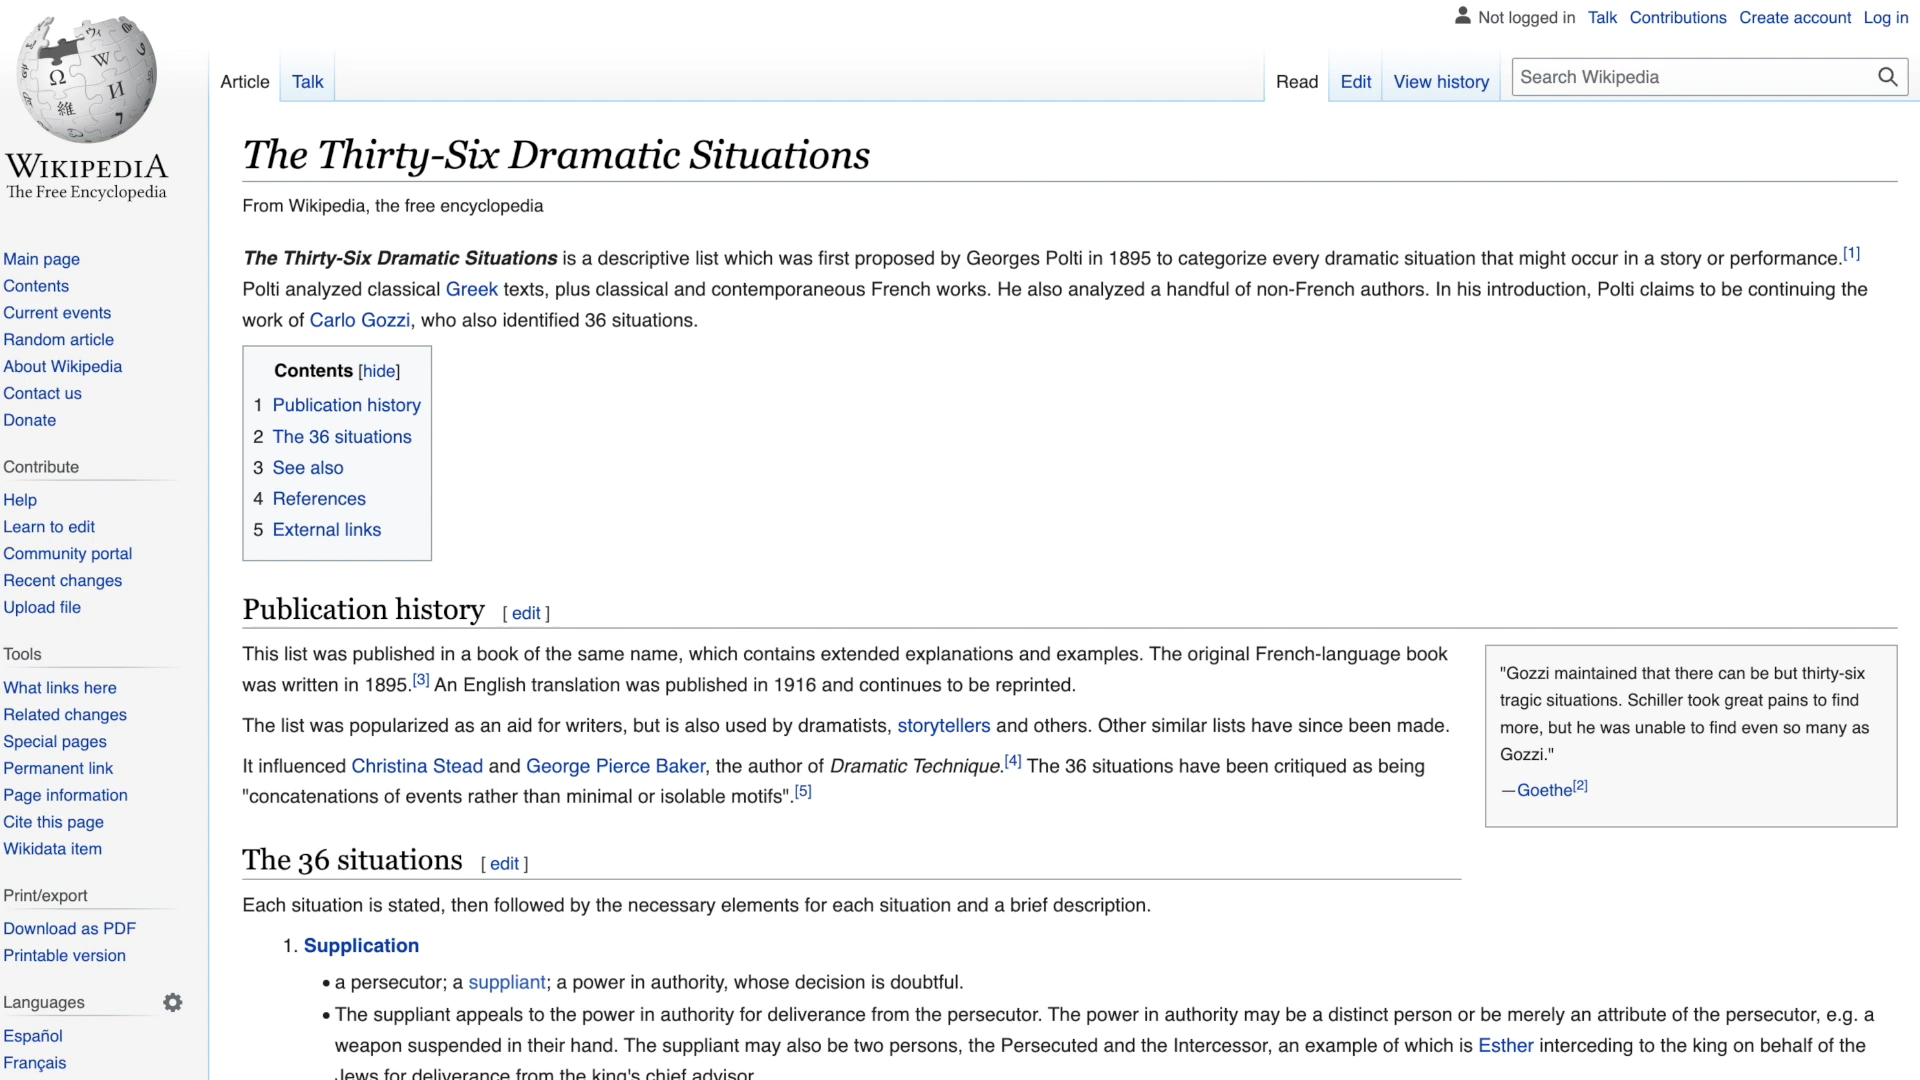 Not logged in Talk Contributions Create account Log in
Article Talk
Read Edit View history Search Wikipedia
WIKIPEDIA
The Free Encyclopedia
Main page
Contents
Current events
Random article
About Wikipedia
Contact us
Donate
Contribute
Help
Learn to edit
Community portal
Recent changes
Upload file
Tools
What links here
Related changes
Special pages
Permanent link
Page information
Cite this page
Wikidata item
Print/export
Download as PDF
Printable version
Languages
Español
Français
The Thirty-Six Dramatic Situations
From Wikipedia, the free encyclopedia
The Thirty-Six Dramatic Situations is a descriptive list which was first proposed by Georges Polti in 1895 to categorize every dramatic situation that might occur in a story or performance.[1]
Polti analyzed classical Greek texts, plus classical and contemporaneous French works. He also analyzed a handful of non-French authors. In his introduction, Polti claims to be continuing the
work of Carlo Gozzi, who also identified 36 situations.
Contents [hide]
1 Publication history
2 The 36 situations
3 See also
4 References
5 External links
Publication history [ edit ]
This list was published in a book of the same name, which contains extended explanations and examples. The original French-language book
was written in 1895.[3] An English translation was published in 1916 and continues to be reprinted.
The list was popularized as an aid for writers, but is also used by dramatists, storytellers and others. Other similar lists have since been made.
It influenced Christina Stead and George Pierce Baker, the author of Dramatic Technique.[4] The 36 situations have been critiqued as being
"concatenations of events rather than minimal or isolable motifs".[5]
"Gozzi maintained that there can be but thirty-six
tragic situations. Schiller took great pains to find
more, but he was unable to find even so many as
Gozzi."
—Goethe[2]
The 36 situations [ edit ]
Each situation is stated, then followed by the necessary elements for each situation and a brief description.
1. Supplication
• a persecutor; a suppliant; a power in authority, whose decision is doubtful.
• The suppliant appeals to the power in authority for deliverance from the persecutor. The power in authority may be a distinct person or be merely an attribute of the persecutor, e.g. a
weapon suspended in their hand. The suppliant may also be two persons, the Persecuted and the Intercessor, an example of which is Esther interceding to the king on behalf of the
Jews for deliverance from the king's chief advisor.